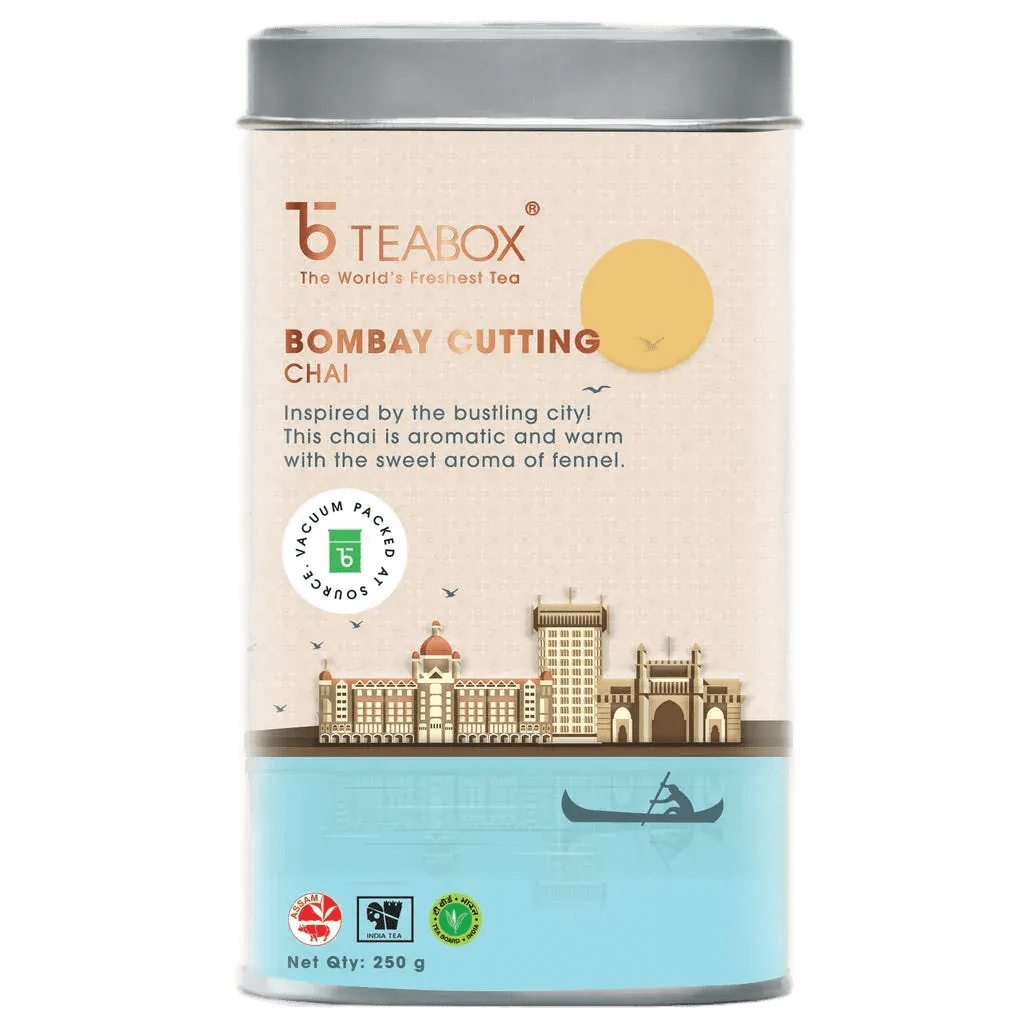 TEABOX®
The World's Freshest Tea
BOMBAY CUTTING
CHAI
Inspired by the bustling city!
This chai is aromatic and warm
with the sweet aroma of fennel.
VACUUM PACKED AT SOURCE.
ASSAM
INDIA TEA
टी बोर्ड • भारत
TEA BOARD • INDIA
Net Qty: 250 g